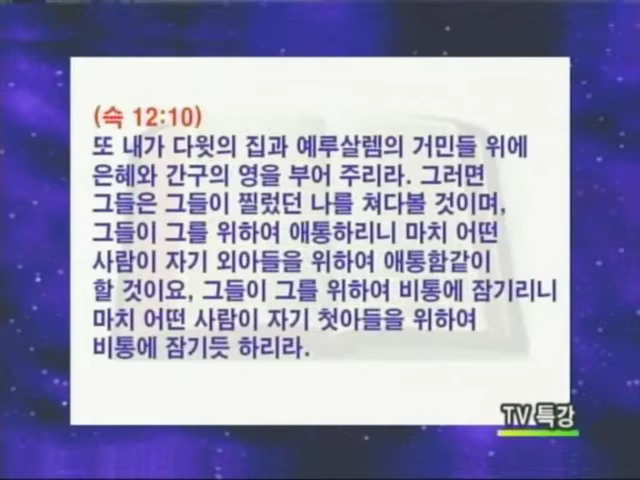 (슥 12:10)
또 내가 다윗의 집과 예루살렘의 거민들 위에
은혜와 간구의 영을 부어 주리라. 그러면
그들은 그들이 찔렀던 나를 쳐다볼 것이며,
그들이 그를 위하여 애통하리니 마치 어떤
사람이 자기 외아들을 위하여 애통함같이
할 것이요, 그들이 그를 위하여 비통에 잠기리니
마치 어떤 사람이 자기 첫아들을 위하여
비통에 잠기듯 하리라.
TV 특강